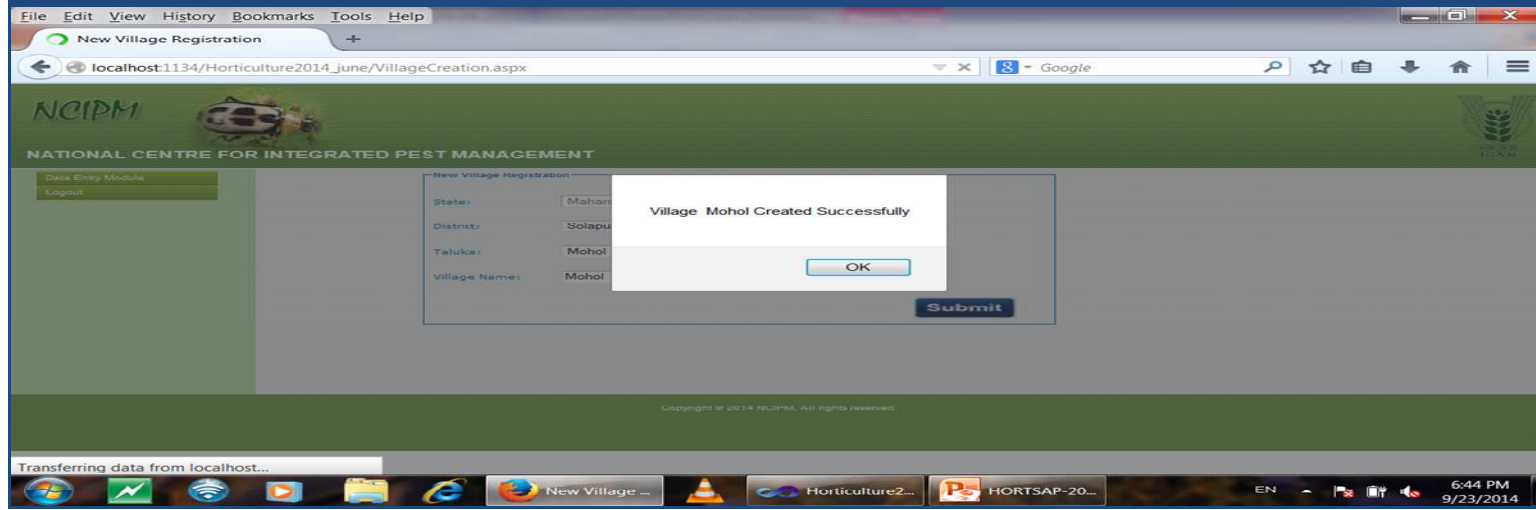 File Edit View History Bookmarks Tools Help
New Village Registration
localhost:1134/Horticulture2014_june/VillageCreation.aspx
Google
NCIPM
NATIONAL CENTRE FOR INTEGRATED PEST MANAGEMENT
ICAR
Data Entry Module
Logout
New Village Registration
State: Mahar
District: Solapu
Taluka: Mohol
Village Name: Mohol
Village Mohol Created Successfully
OK
Submit
Copyright © 2014 NCIPM, All rights reserved.
Transferring data from localhost...
New Village ...
Horticulture2...
HORTSAP-20...
EN
6:44 PM
9/23/2014